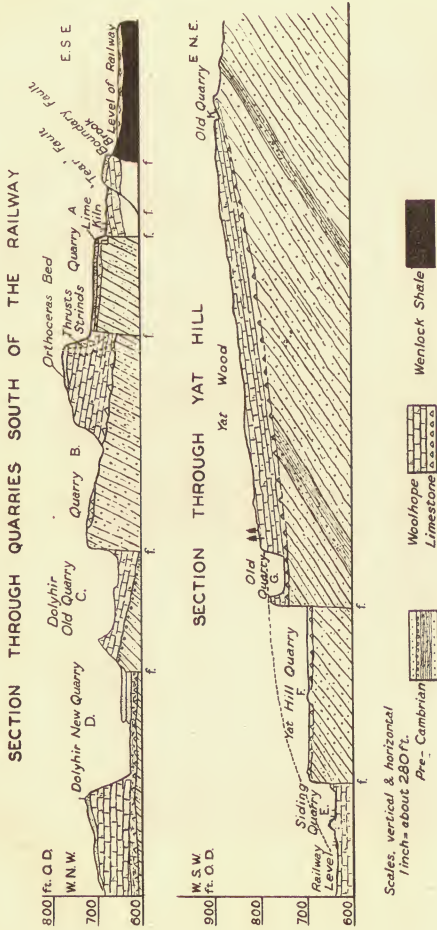 SECTION THROUGH QUARRIES SOUTH OF THE RAILWAY
800 ft. O.D.
700
600
W.N.W.
E.S.E
Dolyhir New Quarry
D.
Dolyhir
Old Quarry
C.
Quarry B.
Orthoceras Bed
Thrusts
Strinds
Quarry A
Lime
Kiln
"Tear" Fault
Boundary Fault
Brook
Level of Railway
f.
f.
f.
f.
f.
f.
SECTION THROUGH YAT HILL
W.S.W
ft. O.D.
900
800
700
600
E N.E.
Railway
Level
Siding
Quarry
E.
Yat Hill Quarry
F.
Old
Quarry
G.
Yat Wood
Old Quarry
K
f.
f.
Scales, vertical & horizontal
1 inch = about 280 ft.
Pre-Cambrian
Woolhope
Limestone
Wenlock Shale